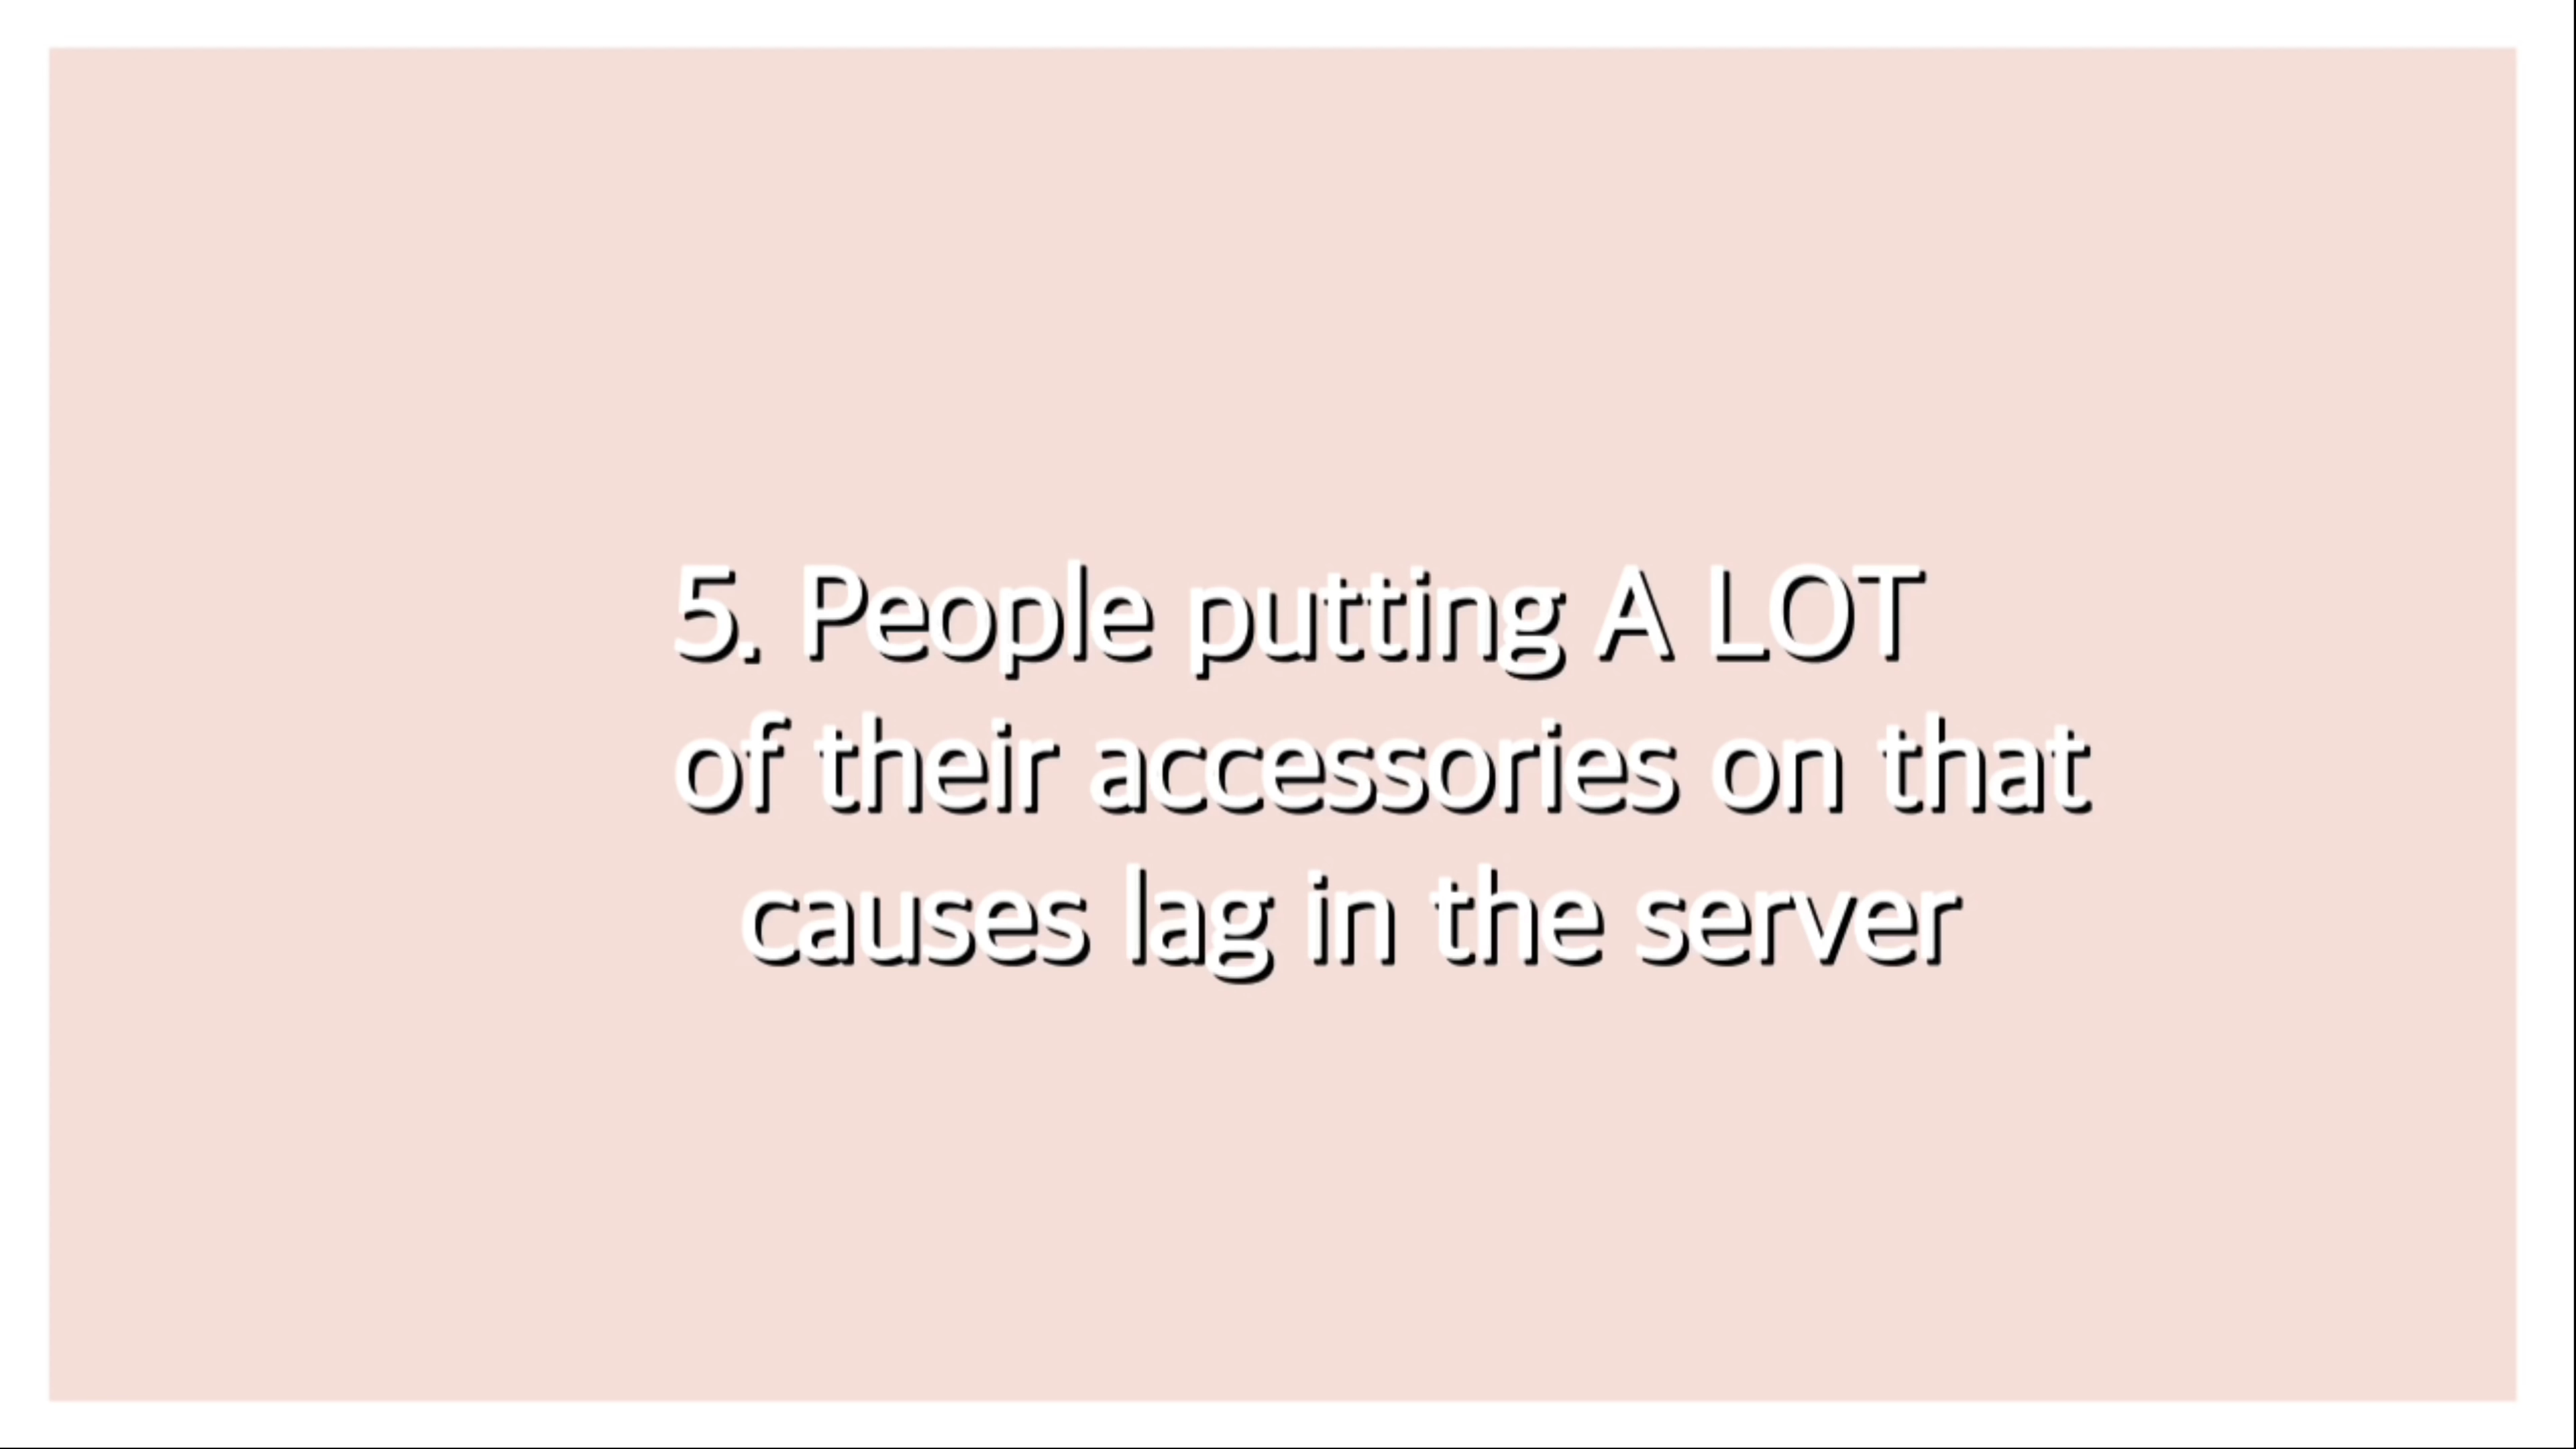 5. People putting A LOT
of their accessories on that
causes lag in the server